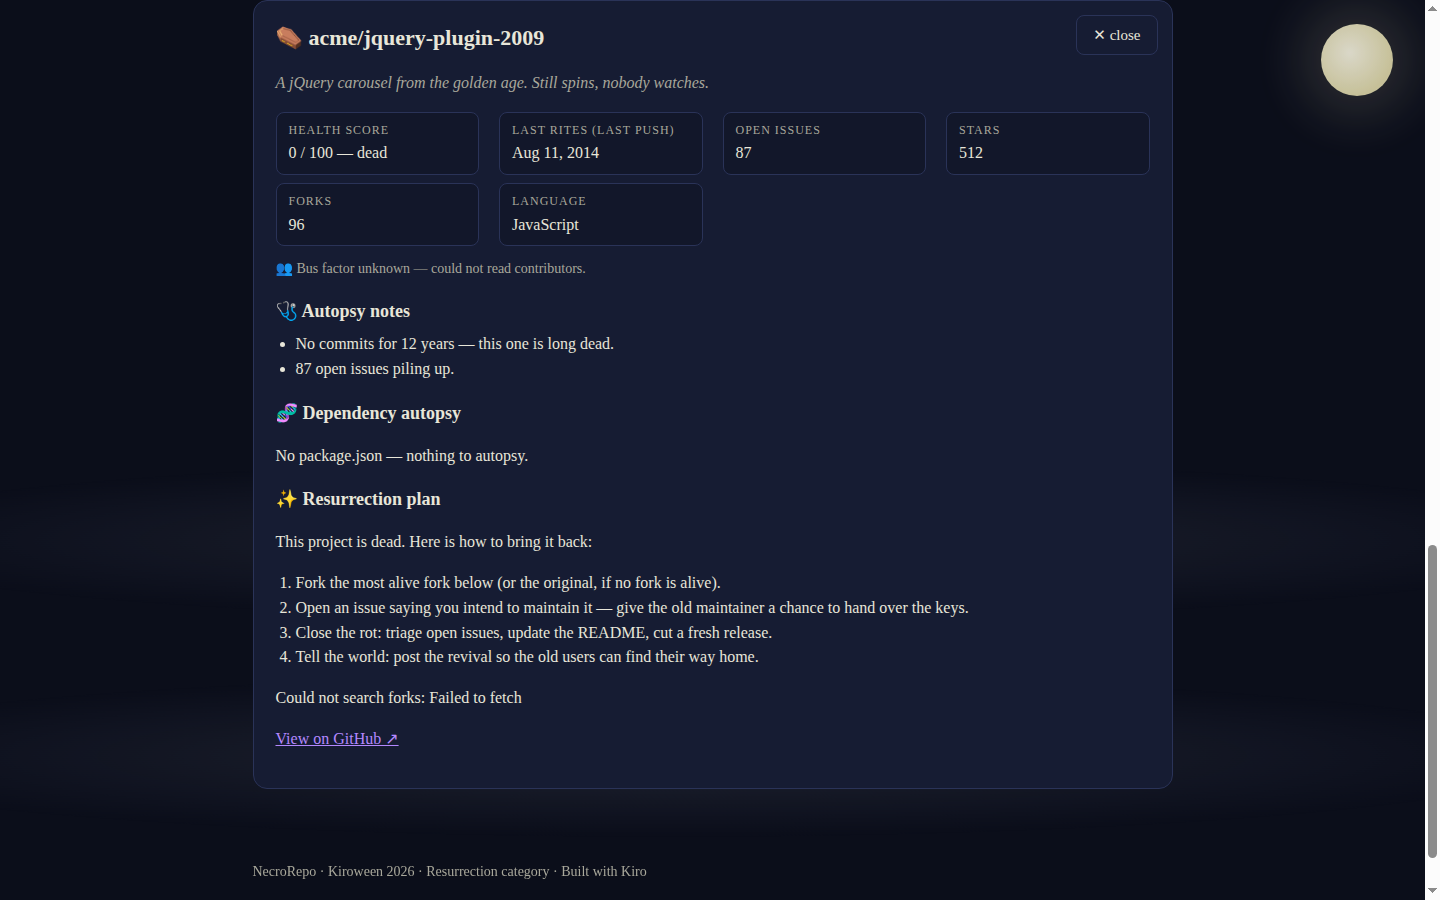 acme/jquery-plugin-2009
✕ close
A jQuery carousel from the golden age. Still spins, nobody watches.
HEALTH SCORE
0 / 100 — dead
LAST RITES (LAST PUSH)
Aug 11, 2014
OPEN ISSUES
87
STARS
512
FORKS
96
LANGUAGE
JavaScript
Bus factor unknown — could not read contributors.
Autopsy notes
• No commits for 12 years — this one is long dead.
• 87 open issues piling up.
Dependency autopsy
No package.json — nothing to autopsy.
Resurrection plan
This project is dead. Here is how to bring it back:
1. Fork the most alive fork below (or the original, if no fork is alive).
2. Open an issue saying you intend to maintain it — give the old maintainer a chance to hand over the keys.
3. Close the rot: triage open issues, update the README, cut a fresh release.
4. Tell the world: post the revival so the old users can find their way home.
Could not search forks: Failed to fetch
View on GitHub ↗
NecroRepo · Kiroween 2026 · Resurrection category · Built with Kiro